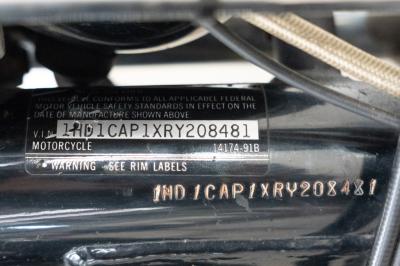 THIS VEHICLE CONFORMS TO ALL APPLICABLE FEDERAL
MOTOR VEHICLE SAFETY STANDARDS IN EFFECT ON THE
DATE OF MANUFACTURE SHOWN ABOVE
V.I.N. 1HD1CAP1XRY208481
MOTORCYCLE 14174-91B
• WARNING SEE RIM LABELS
1HD1CAP1XRY208481